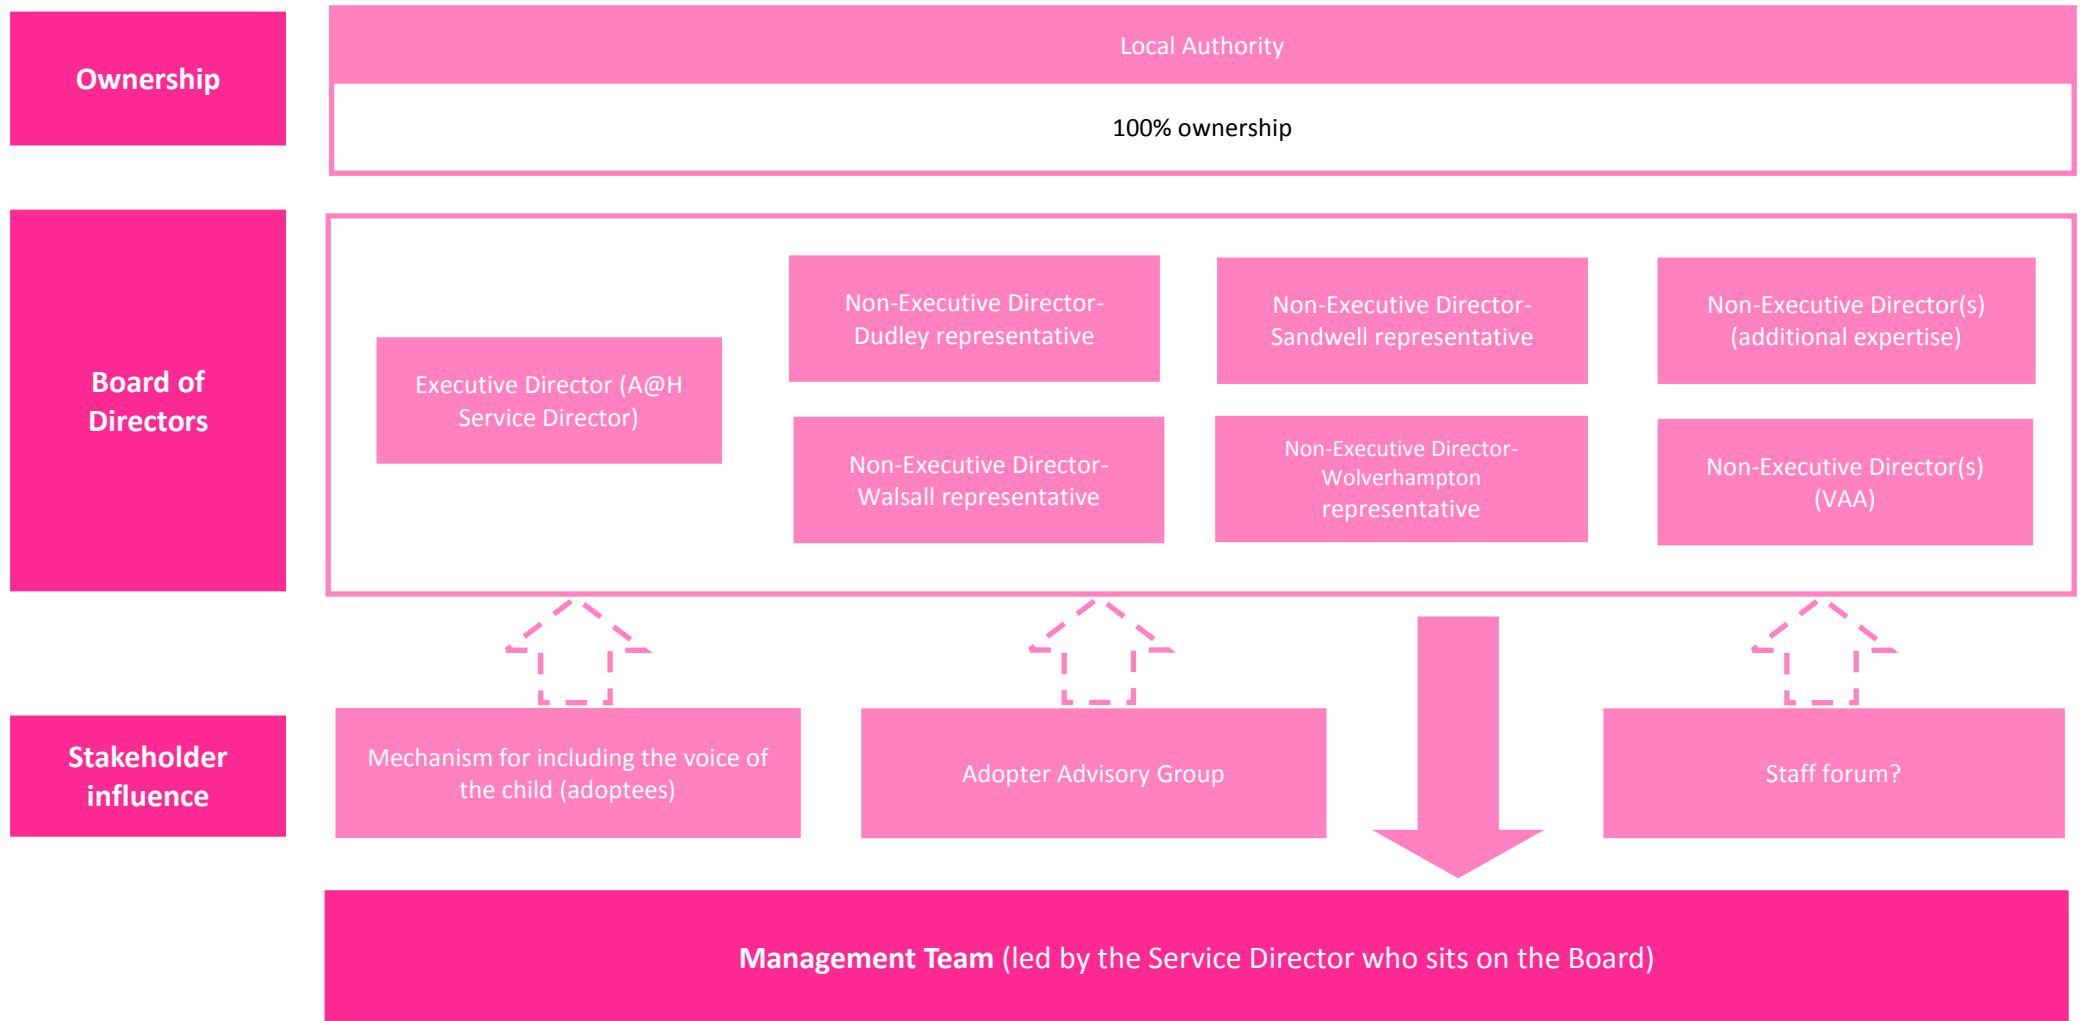 Ownership
Local Authority
100% ownership
Board of
Directors
Executive Director (A@H
Service Director)
Non-Executive Director-
Dudley representative
Non-Executive Director-
Sandwell representative
Non-Executive Director(s)
(additional expertise)
Non-Executive Director-
Walsall representative
Non-Executive Director-
Wolverhampton
representative
Non-Executive Director(s)
(VAA)
Stakeholder
influence
Mechanism for including the voice of
the child (adoptees)
Adopter Advisory Group
Staff forum?
Management Team (led by the Service Director who sits on the Board)